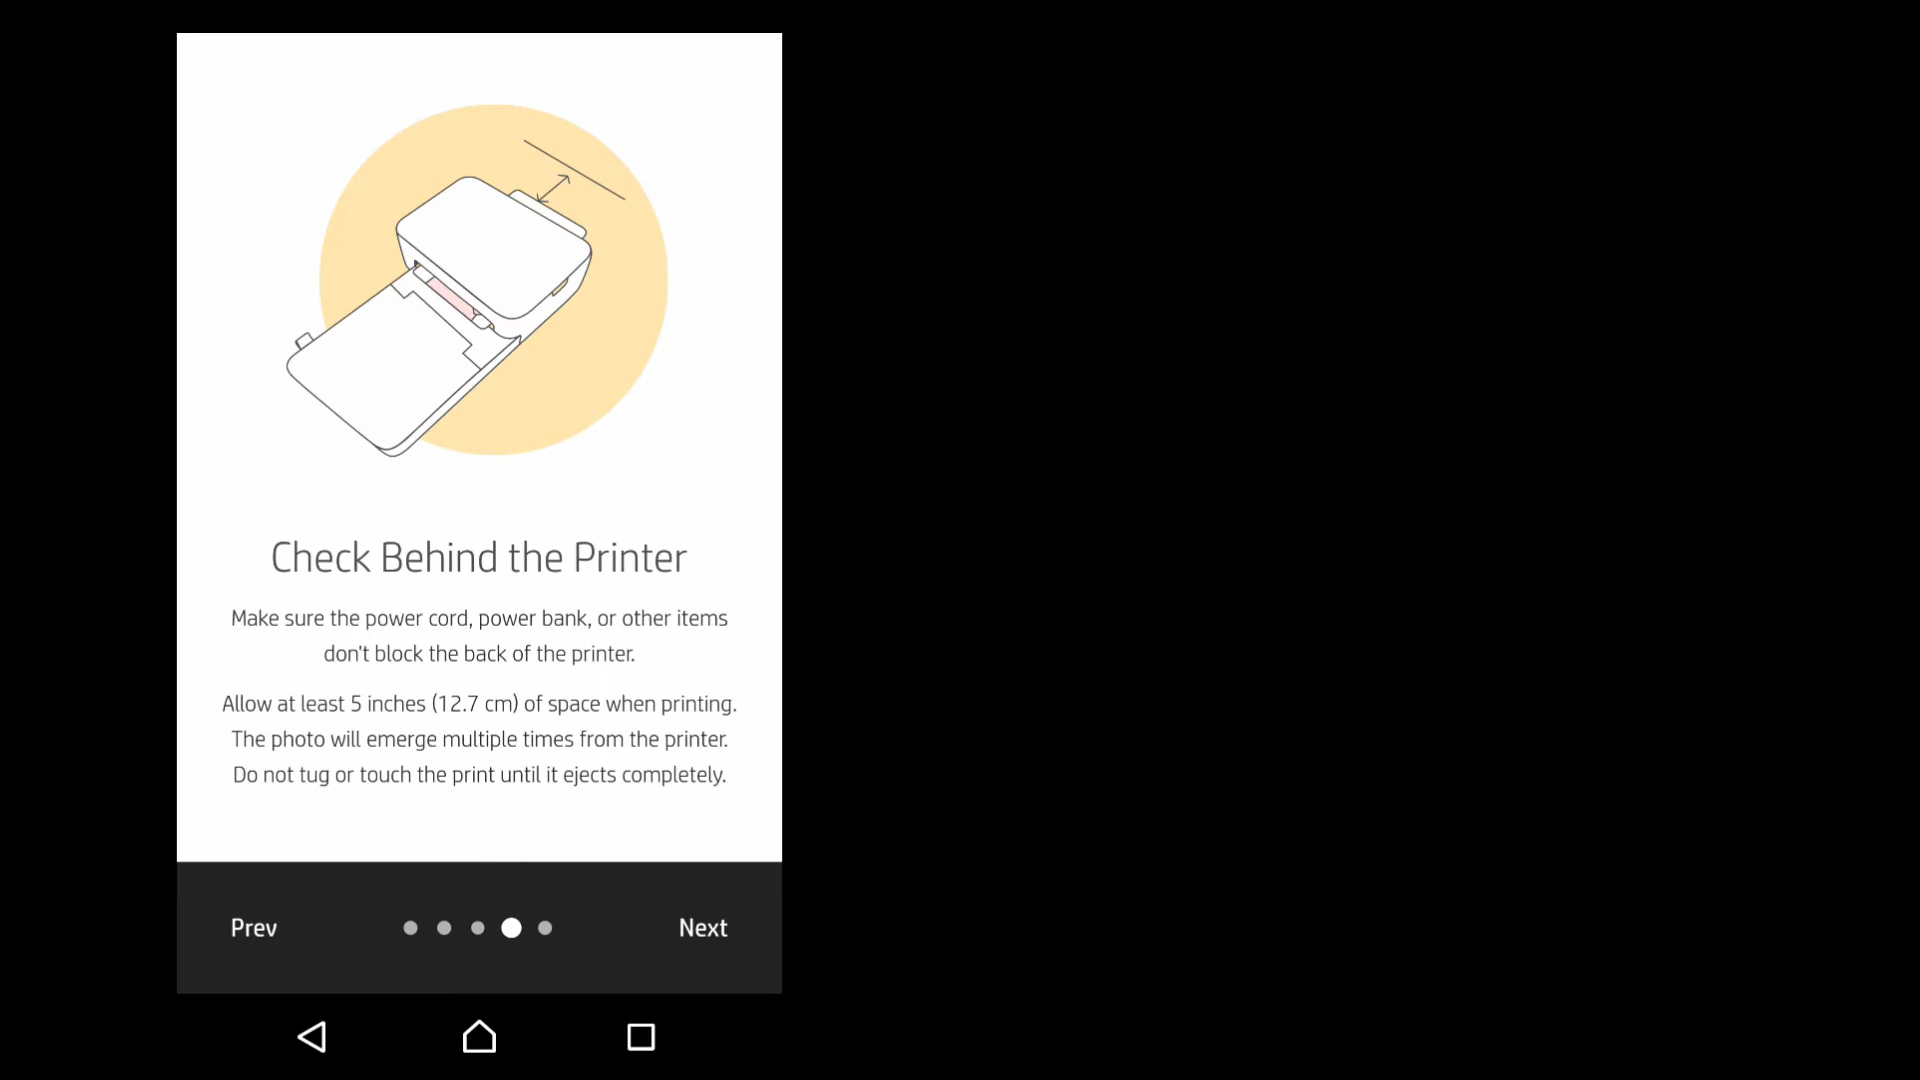 Check Behind the Printer
Make sure the power cord, power bank, or other items
don't block the back of the printer.
Allow at least 5 inches (12.7 cm) of space when printing.
The photo will emerge multiple times from the printer.
Do not tug or touch the print until it ejects completely.
Prev
Next